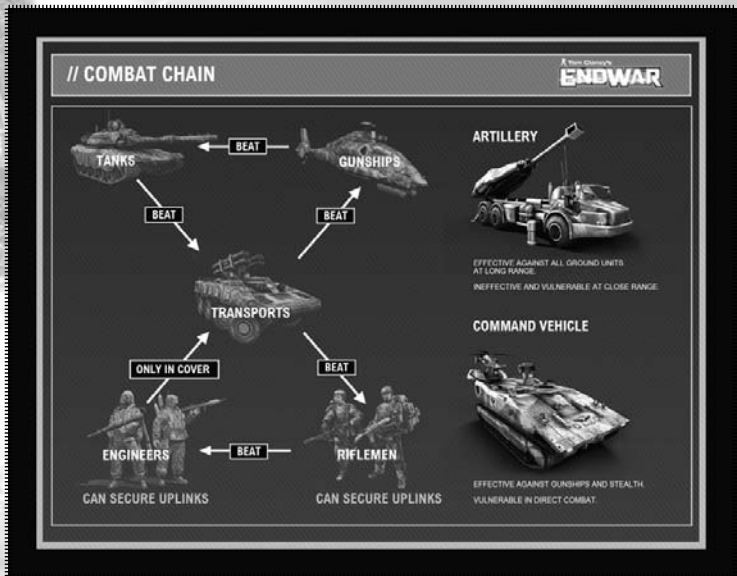 // COMBAT CHAIN
Tom Clancy's
ENDWAR
TANKS
BEAT
GUNSHIPS
BEAT
BEAT
TRANSPORTS
ONLY IN COVER
BEAT
ENGINEERS
BEAT
RIFLEMEN
CAN SECURE UPLINKS
CAN SECURE UPLINKS
ARTILLERY
EFFECTIVE AGAINST ALL GROUND UNITS
AT LONG RANGE.
INEFFECTIVE AND VULNERABLE AT CLOSE RANGE.
COMMAND VEHICLE
EFFECTIVE AGAINST GUNSHIPS AND STEALTH.
VULNERABLE IN DIRECT COMBAT.